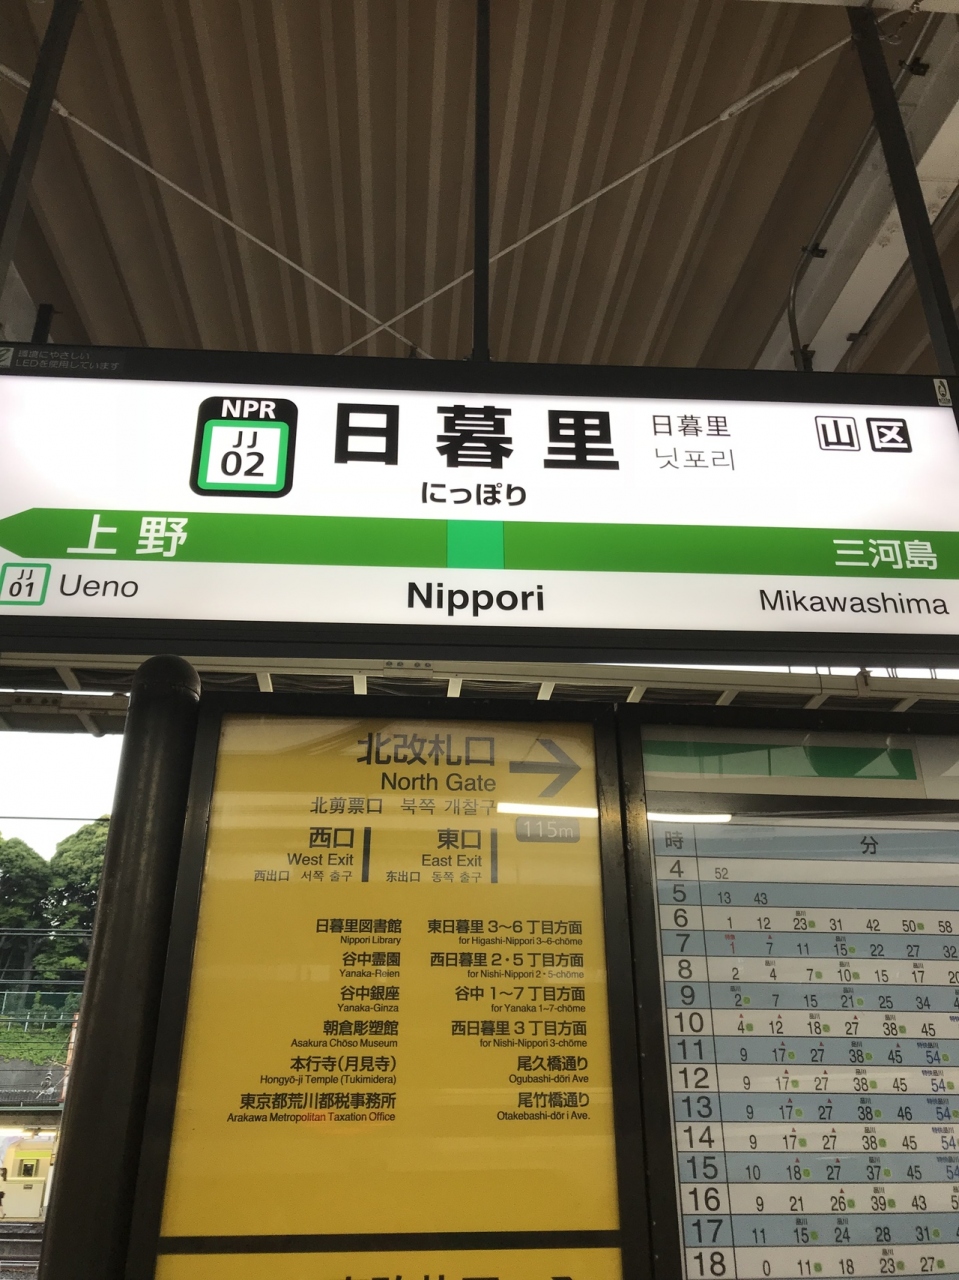 環境にやさしい
LEDを使用しています
NPR
JJ
02
日暮里
にっぽり
日暮里
닛포리
山 区
上野
三河島
JJ
01
Ueno
Nippori
Mikawashima
北改札口
North Gate
北剪票口 북쪽 개찰구
115m
西口
West Exit
西出口 서쪽 출구
東口
East Exit
东出口 동쪽 출구
日暮里図書館
Nippori Library
谷中霊園
Yanaka-Reien
谷中銀座
Yanaka-Ginza
朝倉彫塑館
Asakura Chōso Museum
本行寺(月見寺)
Hongyō-ji Temple (Tukimidera)
東京都荒川都税事務所
Arakawa Metropolitan Taxation Office
東日暮里 3〜6 丁目方面
for Higashi-Nippori 3-6-chōme
西日暮里 2・5 丁目方面
for Nishi-Nippori 2・5-chōme
谷中 1〜7 丁目方面
for Yanaka 1-7-chōme
西日暮里 3 丁目方面
for Nishi-Nippori 3-chōme
尾久橋通り
Ogubashi-dōri Ave
尾竹橋通り
Otakebashi-dōri Ave.
時 分
4 52
5 13 43
6 1 12 23 31 42 50 58
7 1 7 11 15 22 27 32
8 2 4 7 10 15 17
9 2 7 15 21 25 34
10 4 12 18 27 38 45
11 9 17 27 38 45 54
12 9 17 27 38 45 54
13 9 17 27 38 46 54
14 9 17 27 38 45 54
15 10 18 27 37 45 54
16 9 21 26 39 43
17 11 15 24 28 31
18 0 11 18 23 27